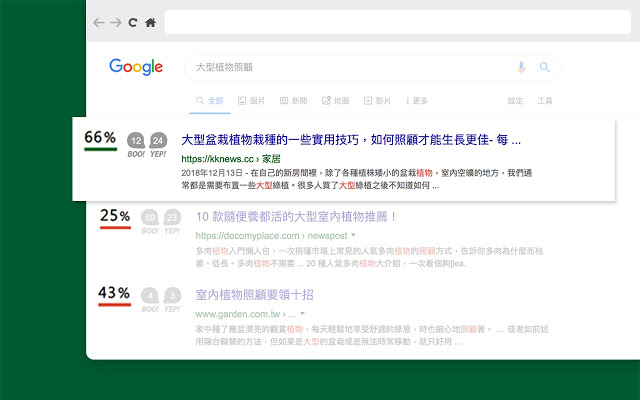 Google
大型植物照顧
全部 圖片 新聞 地圖 影片 更多 設定 工具
66%
12 24
BOO! YEP!
大型盆栽植物栽種的一些實用技巧，如何照顧才能生長更佳- 每 ...
https://kknews.cc › 家居
2018年12月13日 - 在自己的新房間裡，除了各種植株矮小的盆栽植物，室內空曠的地方，我們通
常都是需要布置一些大型綠植。很多人買了大型綠植之後不知道如何 ...
25%
69 23
BOO! YEP!
10 款隨便養都活的大型室內植物推薦！
https://decomyplace.com › newspost
多肉植物入門懶人包，一次搞懂市場上常見的人氣多肉植物的照顧方式，告訴你多肉為什麼而枯
萎、徒長。多肉植物不需要 ... 20 種人氣多肉植物大介紹，一次看個夠|lea.
43%
4 3
BOO! YEP!
室內植物照顧要領十招
https://www.garden.com.tw › ...
家中種了幾盆漂亮的觀賞植物，每天輕鬆地享受舒適的綠意，時也細心地照顧著。 .... 或者如前述
用陽台輪替的方法，但如果是大型的盆栽或是無法時常移動，就只好用 ...